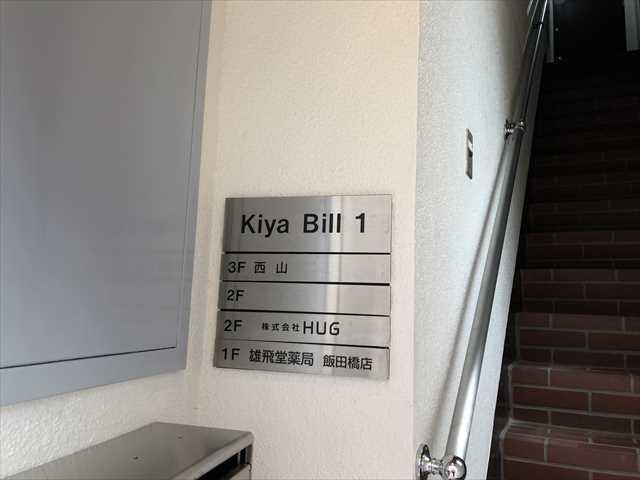 Kiya Bill 1
3F 西山
2F
2F 株式会社HUG
1F 雄飛堂薬局 飯田橋店